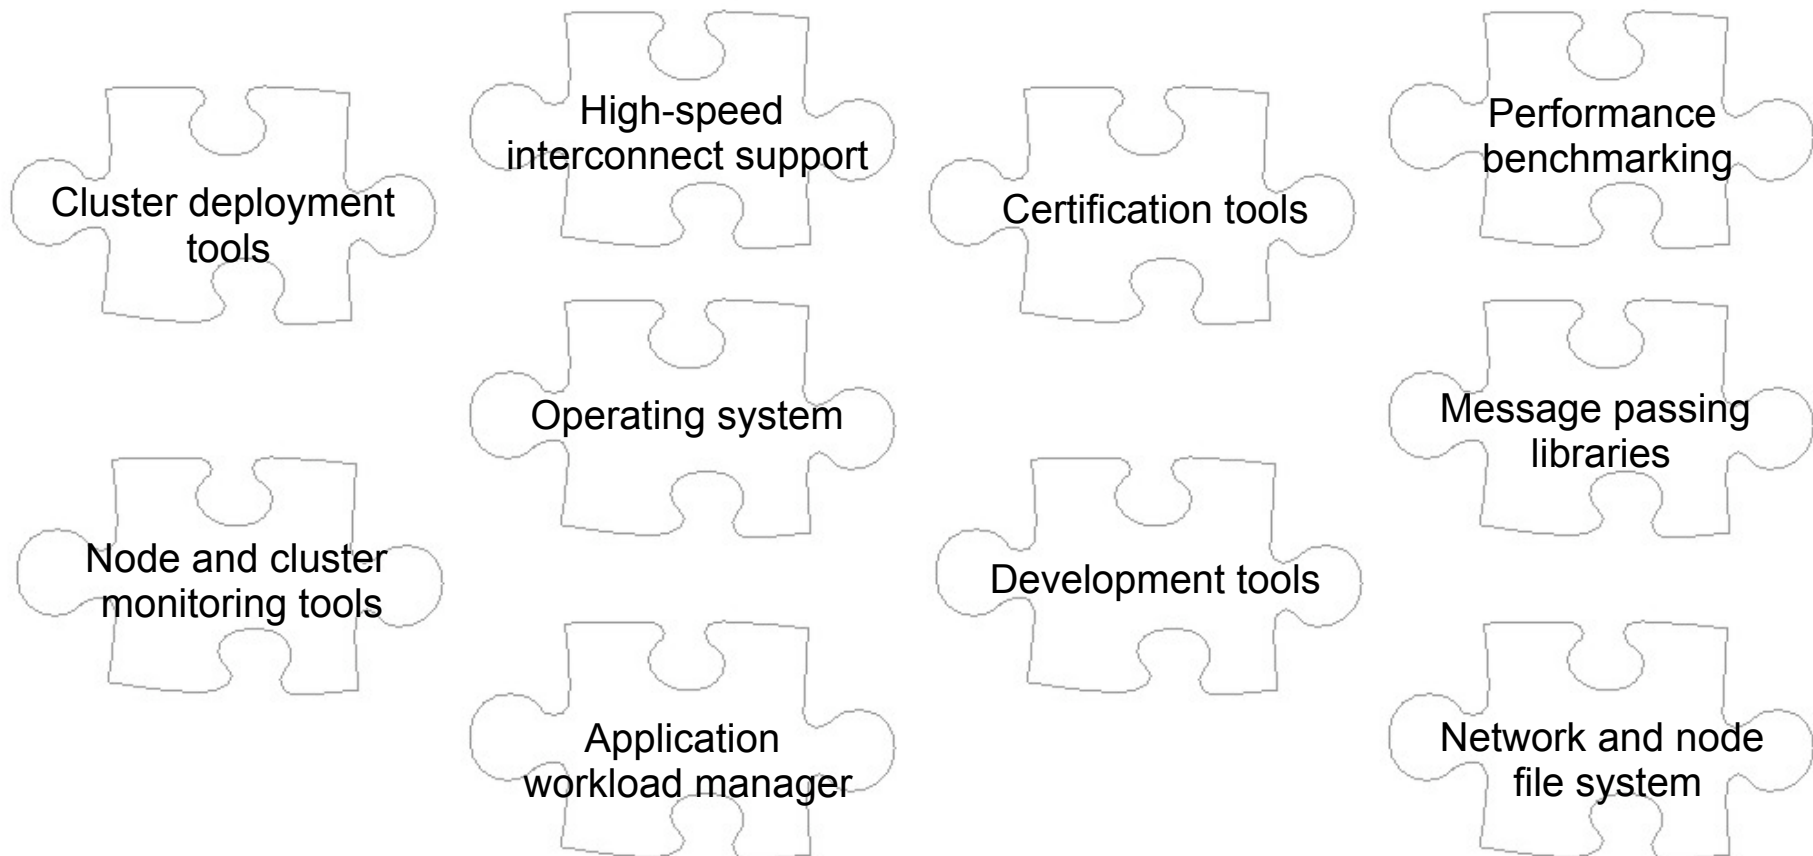 High-speed
interconnect support
Performance
benchmarking
Cluster deployment
tools
Certification tools
Operating system
Message passing
libraries
Node and cluster
monitoring tools
Development tools
Application
workload manager
Network and node
file system